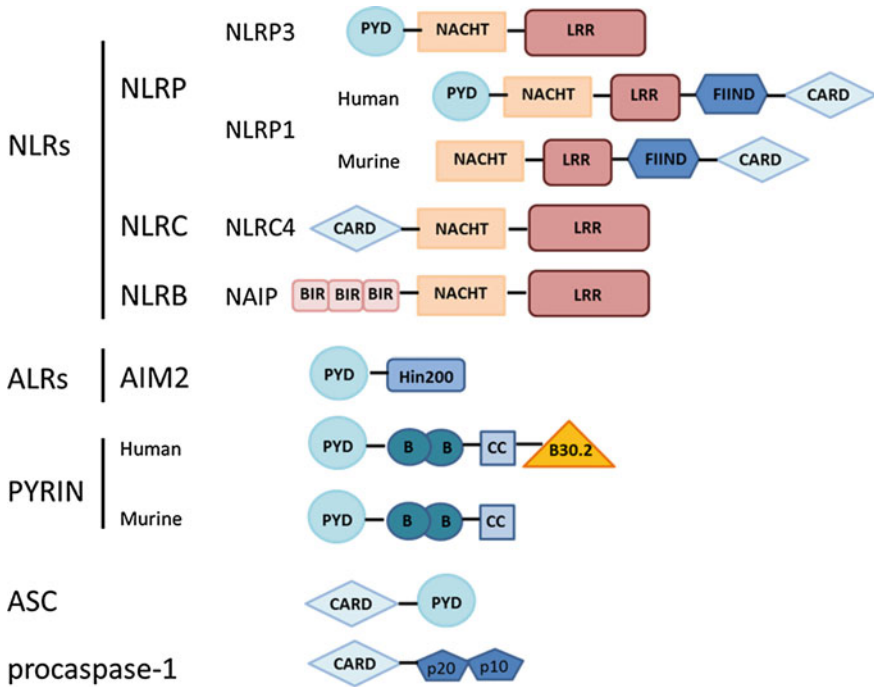 NLRP3 PYD NACHT LRR
NLRP
Human PYD NACHT LRR FIIND CARD
NLRs NLRP1
Murine NACHT LRR FIIND CARD
NLRC NLRC4 CARD NACHT LRR
NLRB NAIP BIR BIR BIR NACHT LRR
ALRs AIM2 PYD Hin200
Human PYD B B CC B30.2
PYRIN
Murine PYD B B CC
ASC CARD PYD
procaspase-1 CARD p20 p10